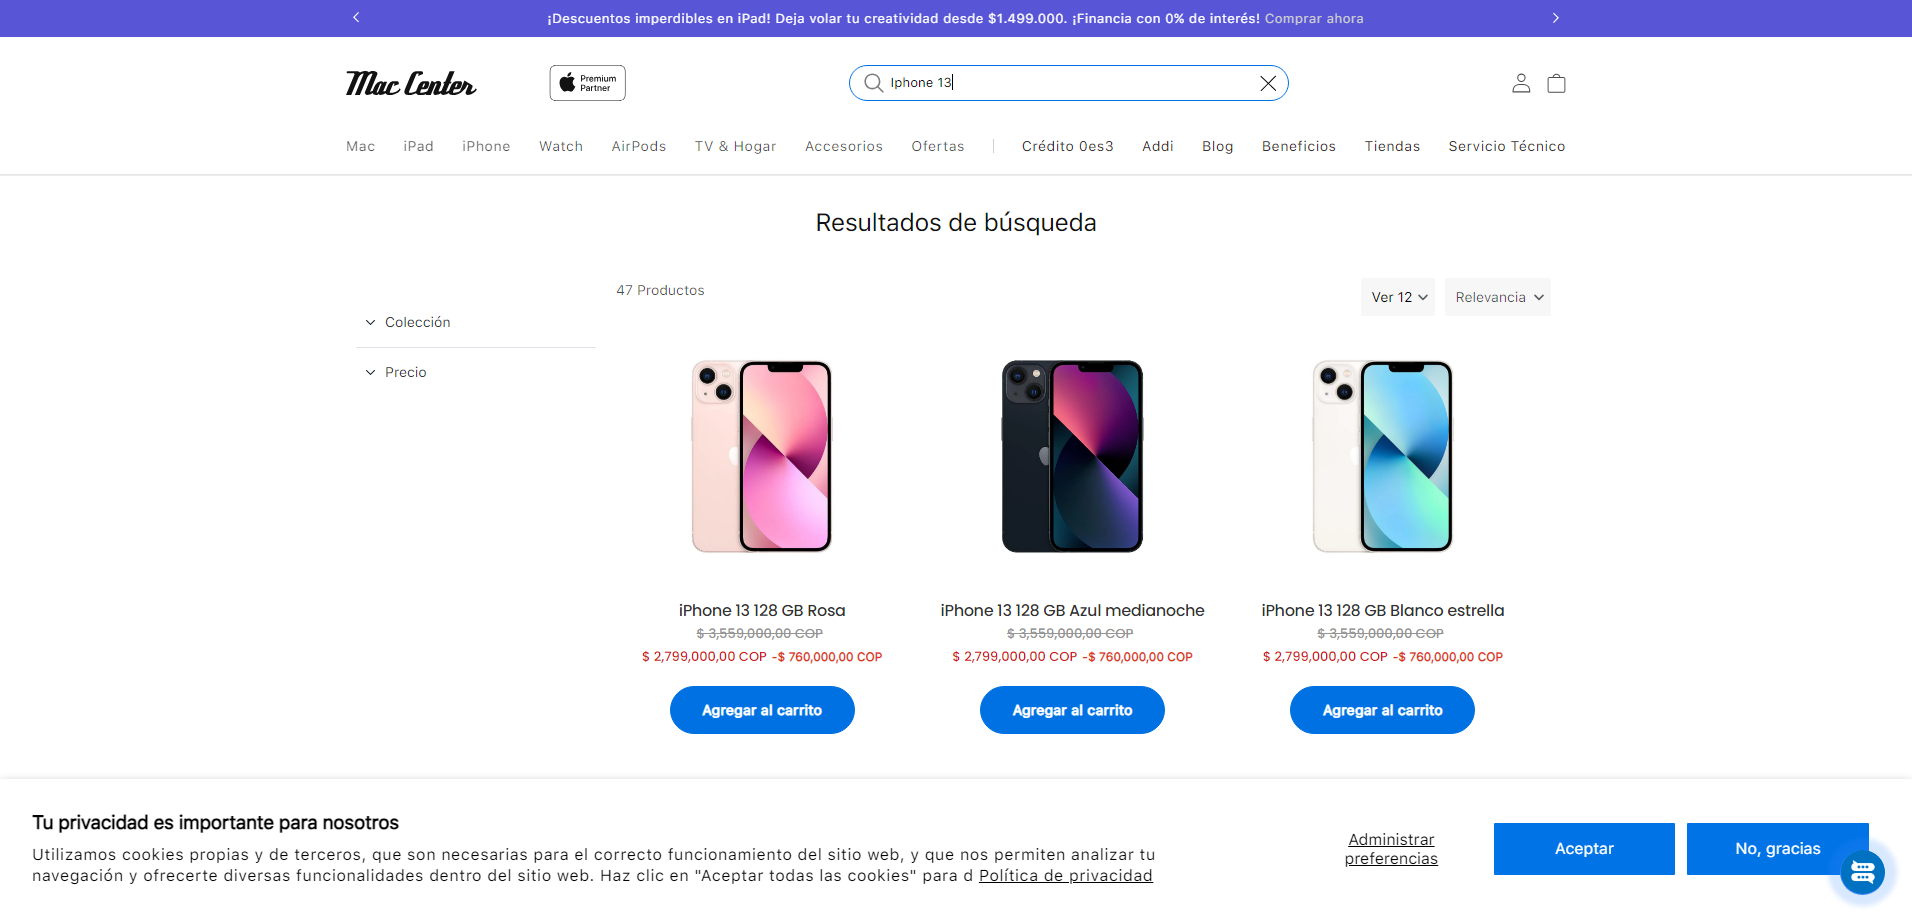 ¡Descuentos imperdibles en iPad! Deja volar tu creatividad desde $1.499.000. ¡Financia con 0% de interés! Comprar ahora
Mac Center
Premium
Partner
Iphone 13
Mac iPad iPhone Watch AirPods TV & Hogar Accesorios Ofertas Crédito 0es3 Addi Blog Beneficios Tiendas Servicio Técnico
Resultados de búsqueda
47 Productos
Ver 12
Relevancia
Colección
Precio
iPhone 13 128 GB Rosa
$ 3,559,000,00 COP
$ 2,799,000,00 COP -$ 760,000,00 COP
Agregar al carrito
iPhone 13 128 GB Azul medianoche
$ 3,559,000,00 COP
$ 2,799,000,00 COP -$ 760,000,00 COP
Agregar al carrito
iPhone 13 128 GB Blanco estrella
$ 3,559,000,00 COP
$ 2,799,000,00 COP -$ 760,000,00 COP
Agregar al carrito
Tu privacidad es importante para nosotros
Utilizamos cookies propias y de terceros, que son necesarias para el correcto funcionamiento del sitio web, y que nos permiten analizar tu
navegación y ofrecerte diversas funcionalidades dentro del sitio web. Haz clic en "Aceptar todas las cookies" para d Política de privacidad
Administrar
preferencias
Aceptar
No, gracias